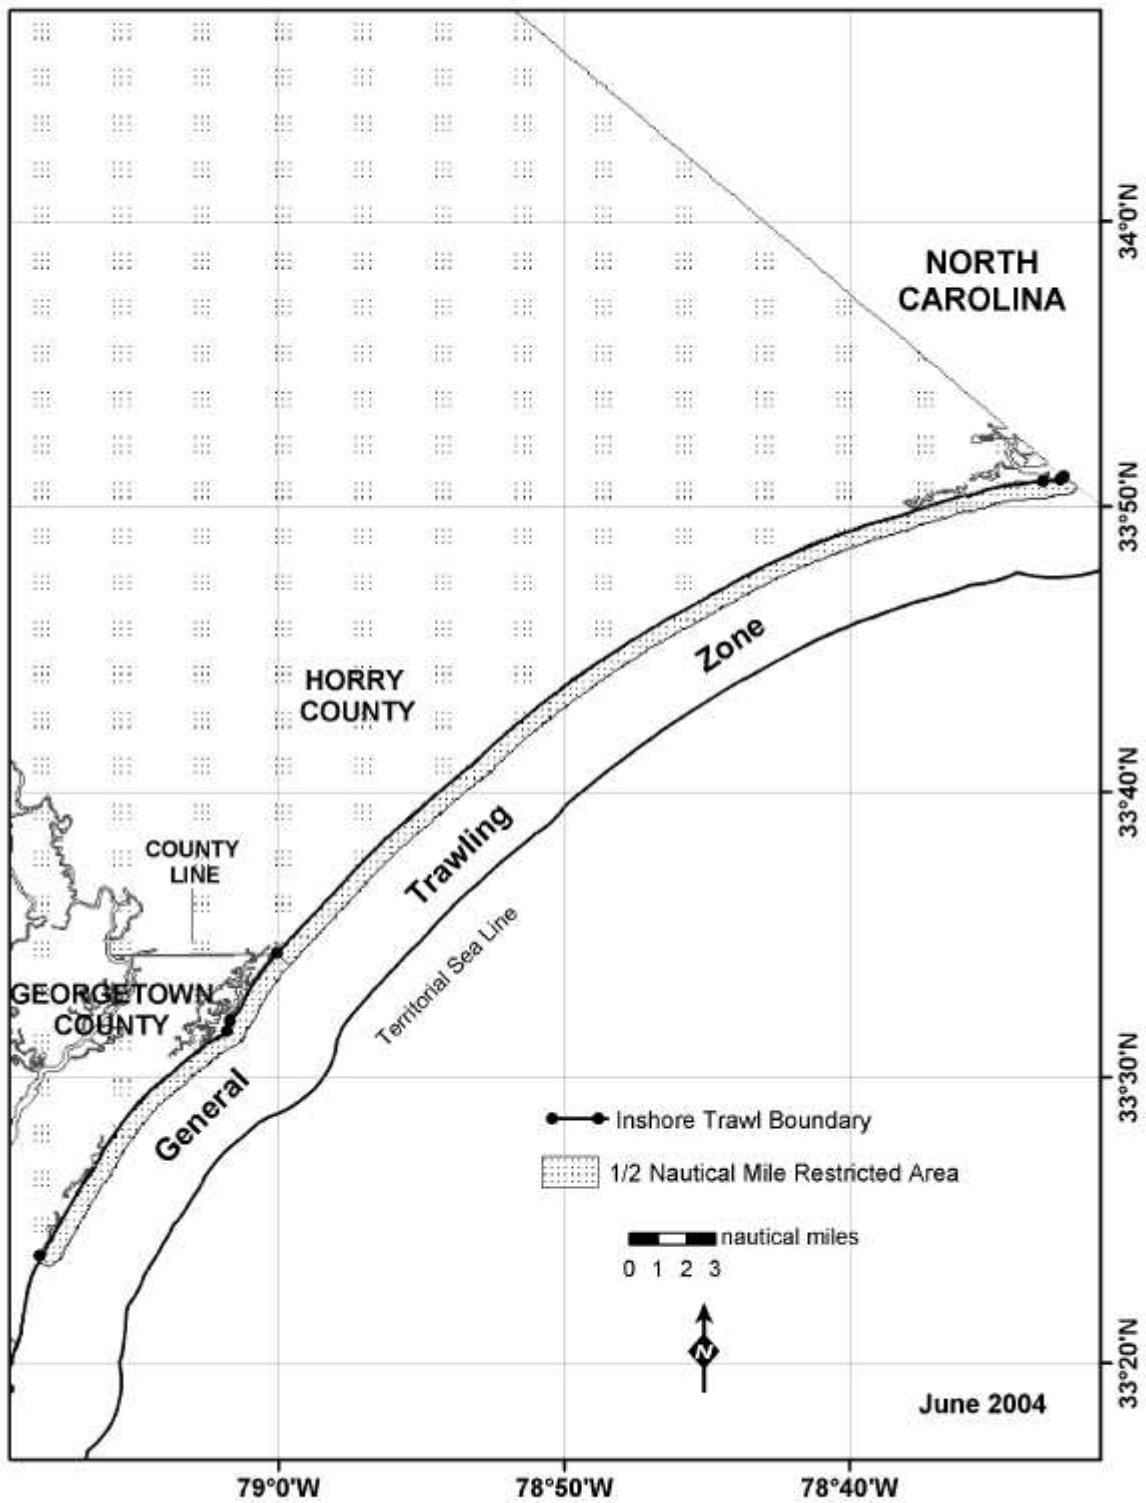 NORTH
CAROLINA
34°0'N
33°50'N
Zone
HORRY
COUNTY
33°40'N
Trawling
COUNTY
LINE
Territorial Sea Line
GEORGETOWN
COUNTY
33°30'N
General
Inshore Trawl Boundary
1/2 Nautical Mile Restricted Area
nautical miles
0 1 2 3
N
33°20'N
June 2004
79°0'W 78°50'W 78°40'W